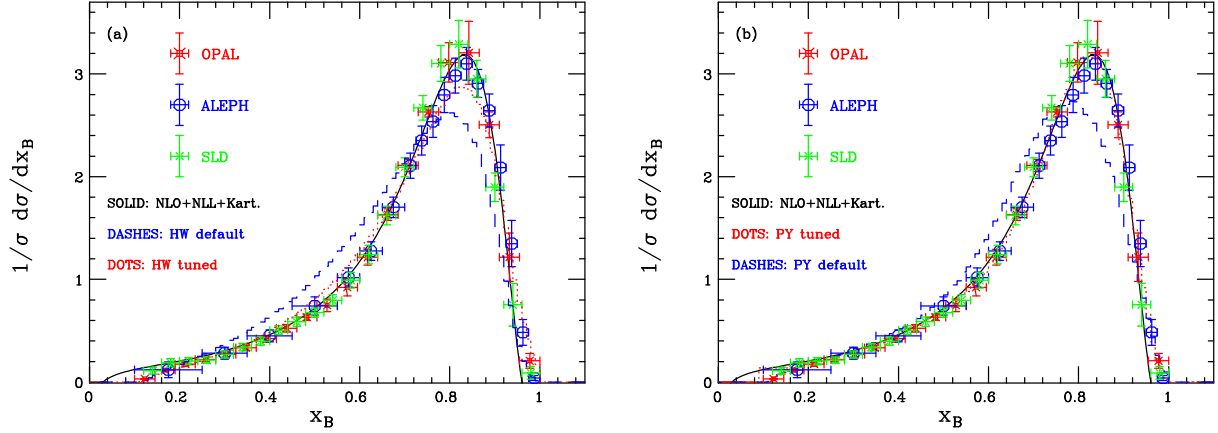 (a)
OPAL
ALEPH
SLD
SOLID: NLO+NLL+Kart.
DASHES: HW default
DOTS: HW tuned
1/σ dσ/dx_B
3
2
1
0
0 0.2 0.4 0.6 0.8 1
x_B
(b)
OPAL
ALEPH
SLD
SOLID: NLO+NLL+Kart.
DOTS: PY tuned
DASHES: PY default
1/σ dσ/dx_B
3
2
1
0
0 0.2 0.4 0.6 0.8 1
x_B